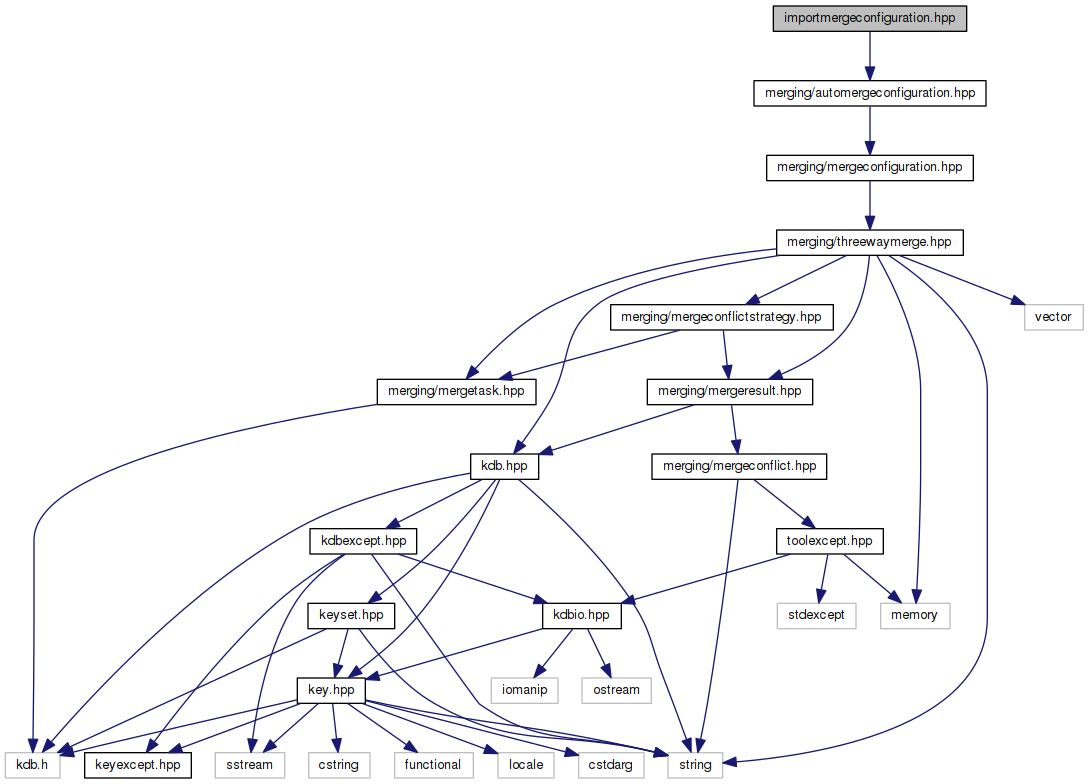 importmergeconfiguration.hpp
merging/automergeconfiguration.hpp
merging/mergeconfiguration.hpp
merging/threewaymerge.hpp
merging/mergeconflictstrategy.hpp
vector
merging/mergetask.hpp
merging/mergeresult.hpp
kdb.hpp
merging/mergeconflict.hpp
kdbexcept.hpp
toolexcept.hpp
keyset.hpp
kdbio.hpp
stdexcept
memory
key.hpp
iomanip
ostream
kdb.h
keyexcept.hpp
sstream
cstring
functional
locale
cstdarg
string